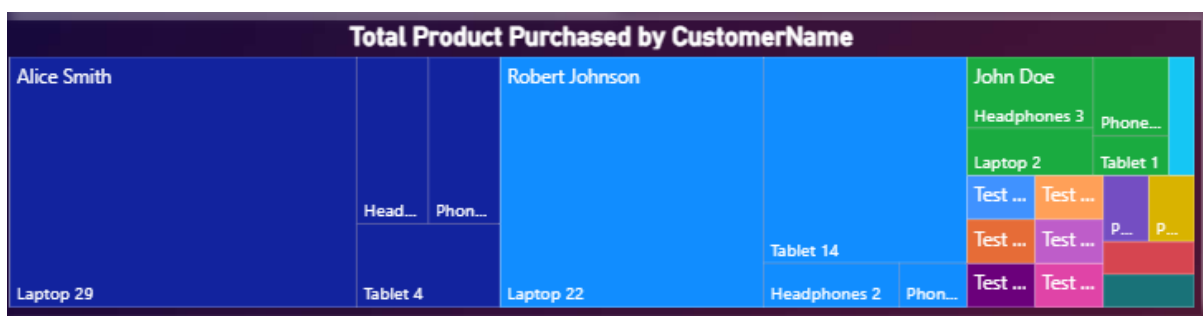 Total Product Purchased by CustomerName
Alice Smith
Laptop 29
Head...
Phon...
Tablet 4
Robert Johnson
Laptop 22
Tablet 14
Headphones 2
Phon...
John Doe
Headphones 3
Phone...
Laptop 2
Tablet 1
Test ...
Test ...
Test ...
Test ...
Test ...
Test ...
P...
P...